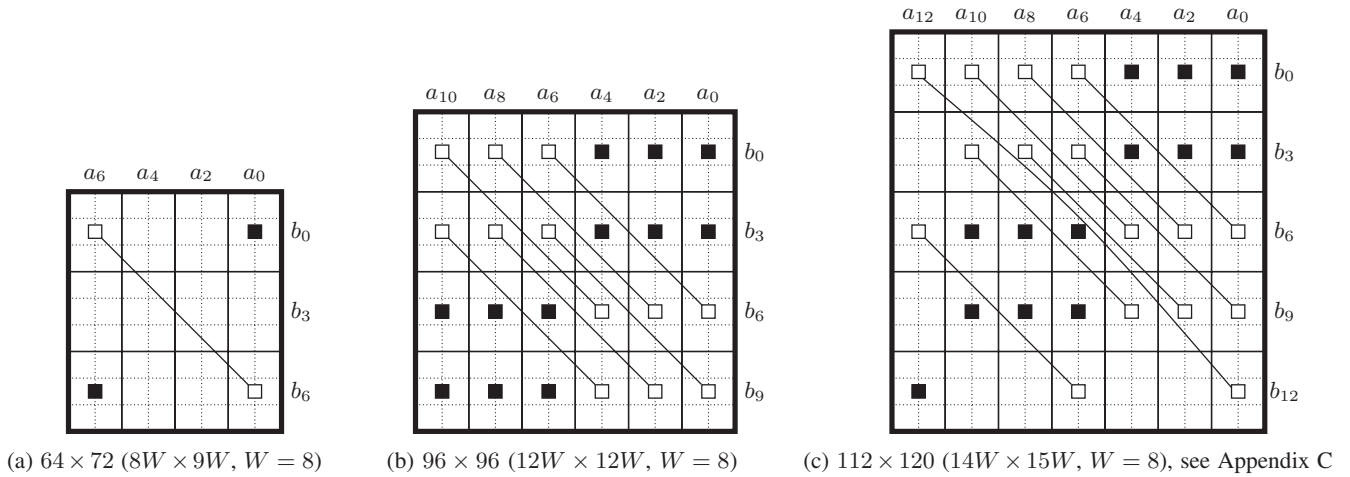 a₁₂ a₁₀ a₈ a₆ a₄ a₂ a₀
b₀
b₃
b₆
b₉
b₁₂
a₁₀ a₈ a₆ a₄ a₂ a₀
b₀
b₃
b₆
b₉
a₆ a₄ a₂ a₀
b₀
b₃
b₆
(a) 64 × 72 (8W × 9W, W = 8)
(b) 96 × 96 (12W × 12W, W = 8)
(c) 112 × 120 (14W × 15W, W = 8), see Appendix C